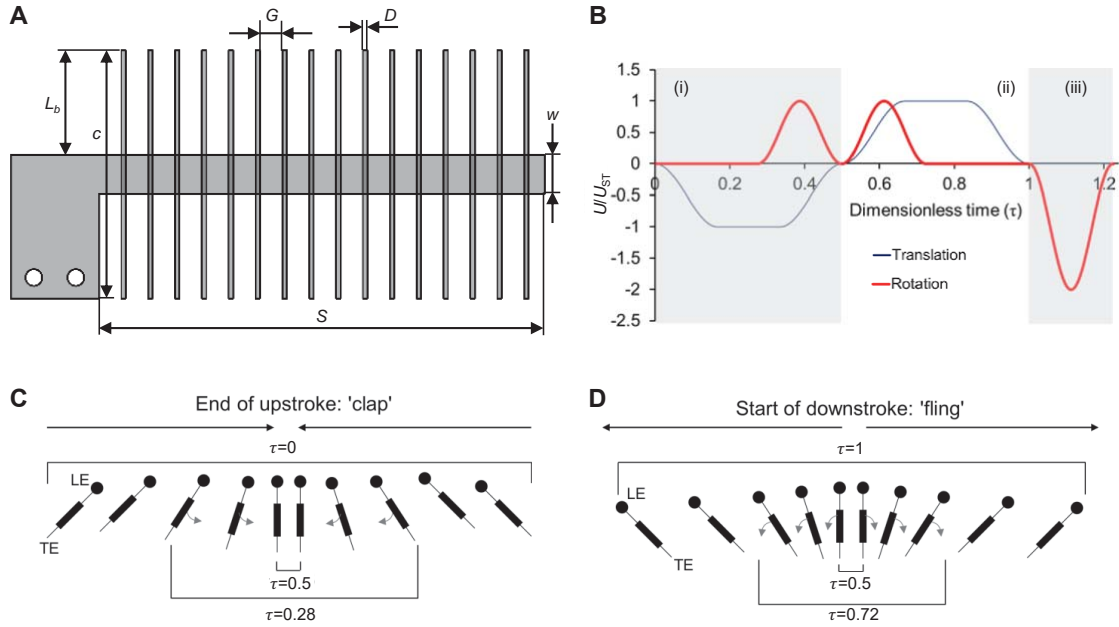 A
G
D
L_b
c
w
S
B
1.5
1
0.5
0
-0.5
-1
-1.5
-2
-2.5
U/U_ST
(i)
(ii)
(iii)
0
0.2
0.4
0.6
0.8
1
1.2
Dimensionless time (τ)
Translation
Rotation
C
End of upstroke: 'clap'
τ=0
LE
TE
τ=0.5
τ=0.28
D
Start of downstroke: 'fling'
τ=1
LE
TE
τ=0.5
τ=0.72